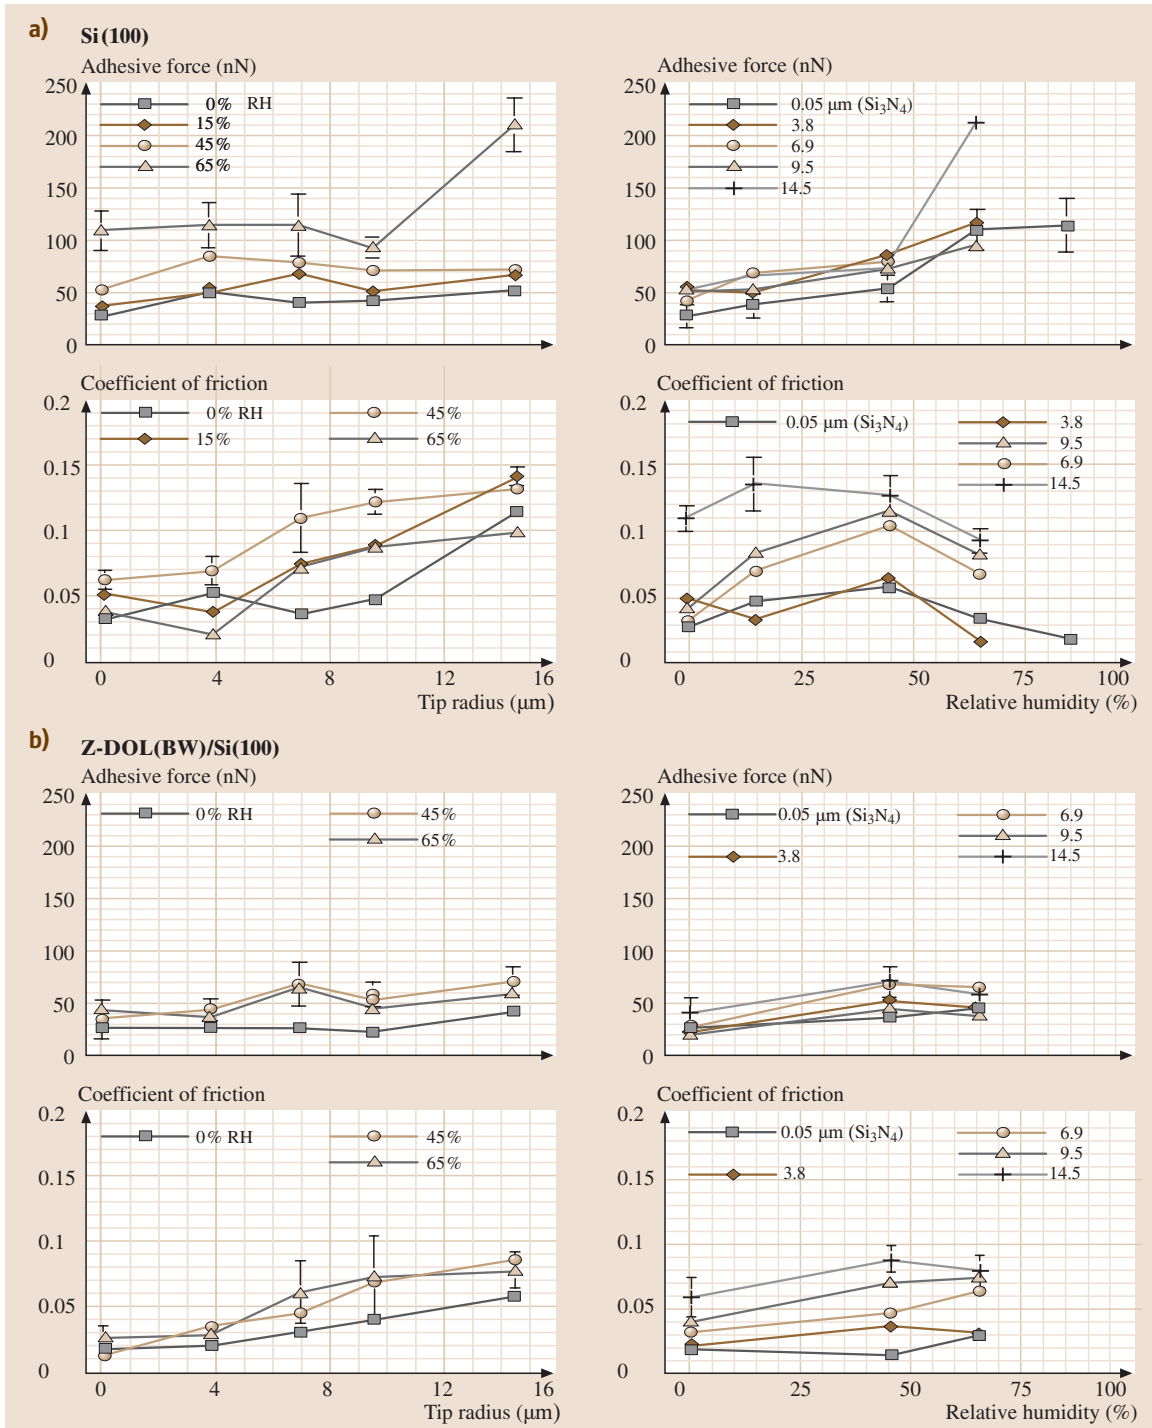 a)
Si(100)
Adhesive force (nN)
250
200
150
100
50
0
0% RH
15%
45%
65%
Adhesive force (nN)
250
200
150
100
50
0
0.05 μm (Si₃N₄)
3.8
6.9
9.5
14.5
Coefficient of friction
0.2
0.15
0.1
0.05
0
0% RH
15%
45%
65%
0 4 8 12 16
Tip radius (μm)
Coefficient of friction
0.2
0.15
0.1
0.05
0
0.05 μm (Si₃N₄)
3.8
9.5
6.9
14.5
0 25 50 75 100
Relative humidity (%)
b)
Z-DOL(BW)/Si(100)
Adhesive force (nN)
250
200
150
100
50
0
0% RH
45%
65%
Adhesive force (nN)
250
200
150
100
50
0
0.05 μm (Si₃N₄)
3.8
6.9
9.5
14.5
Coefficient of friction
0.2
0.15
0.1
0.05
0
0% RH
45%
65%
0 4 8 12 16
Tip radius (μm)
Coefficient of friction
0.2
0.15
0.1
0.05
0
0.05 μm (Si₃N₄)
3.8
6.9
9.5
14.5
0 25 50 75 100
Relative humidity (%)